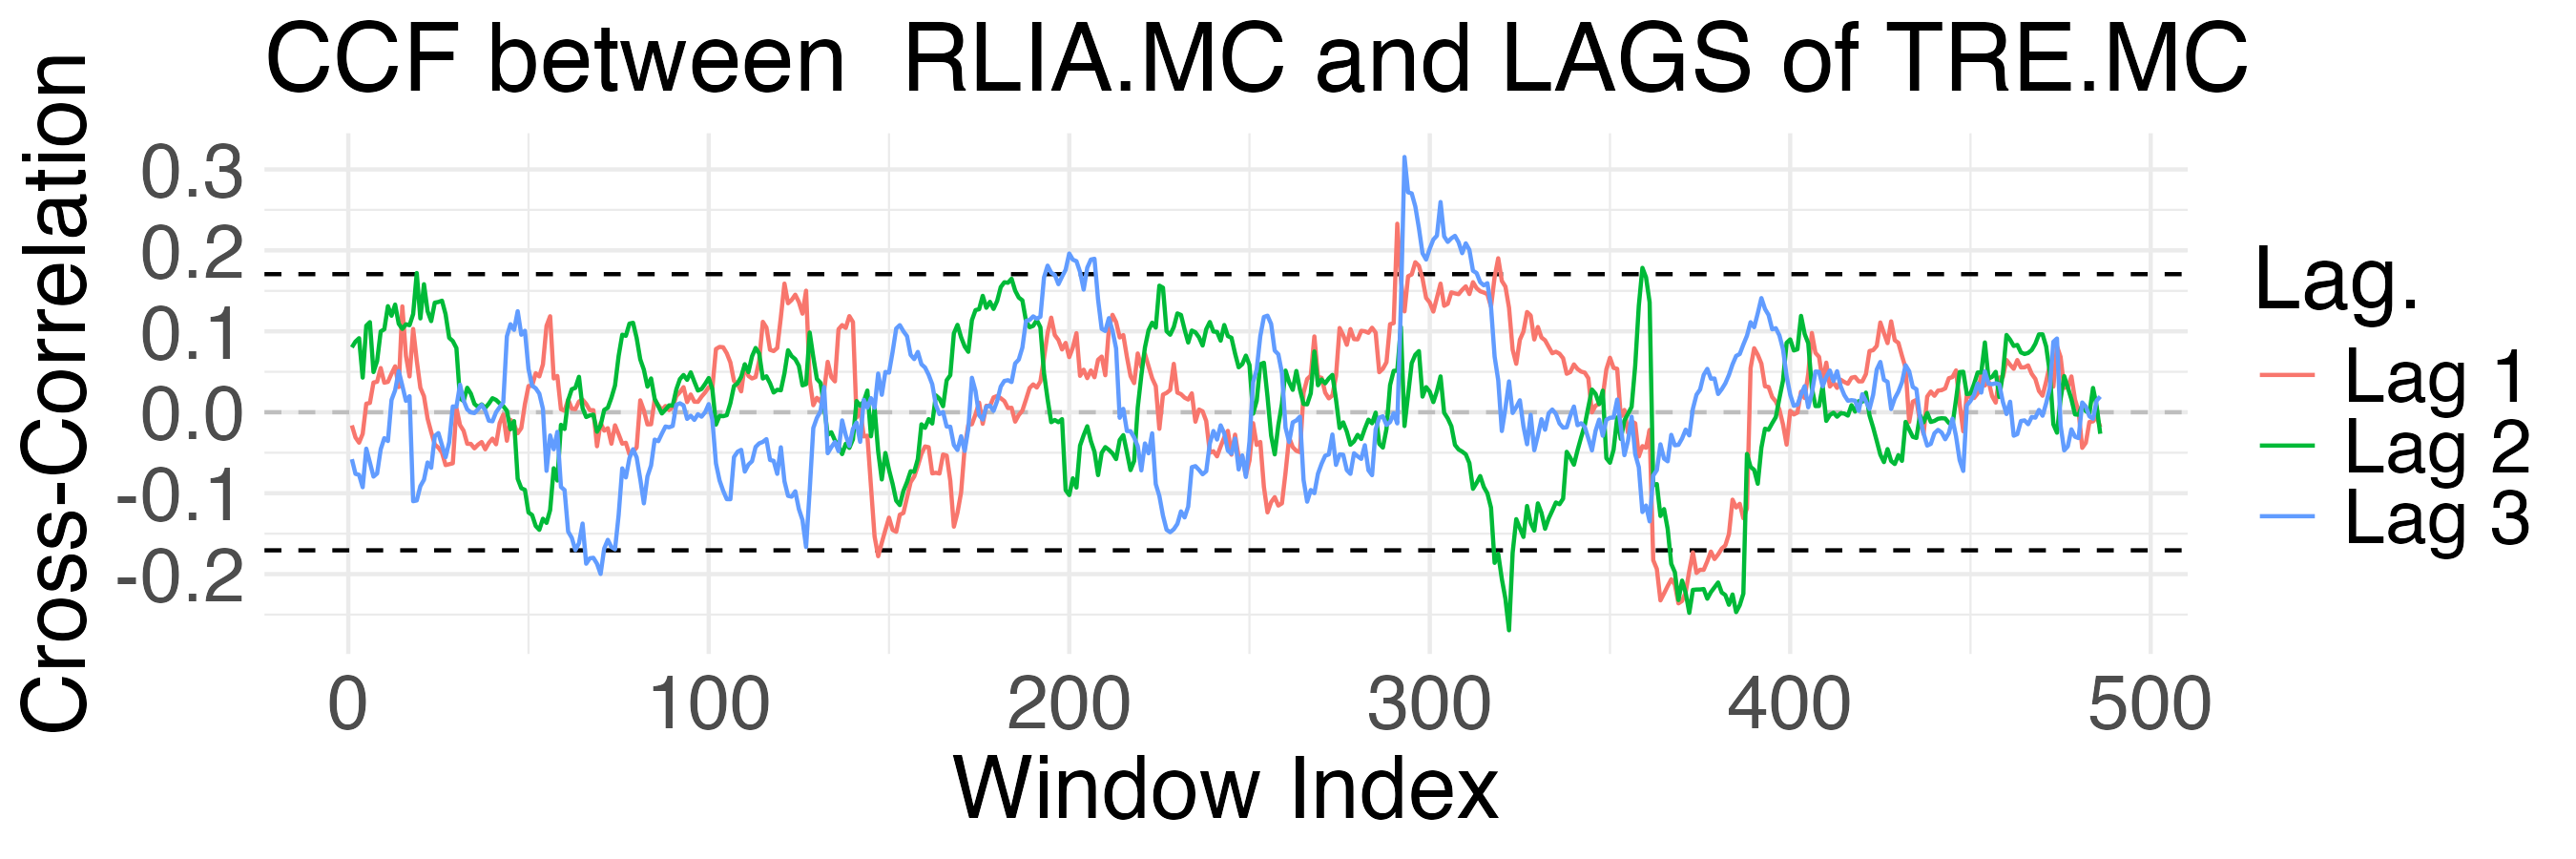 CCF between  RLIA.MC and LAGS of TRE.MC
Cross-Correlation
0.3
0.2
0.1
0.0
-0.1
-0.2
0 100 200 300 400 500
Window Index
Lag.
Lag 1
Lag 2
Lag 3